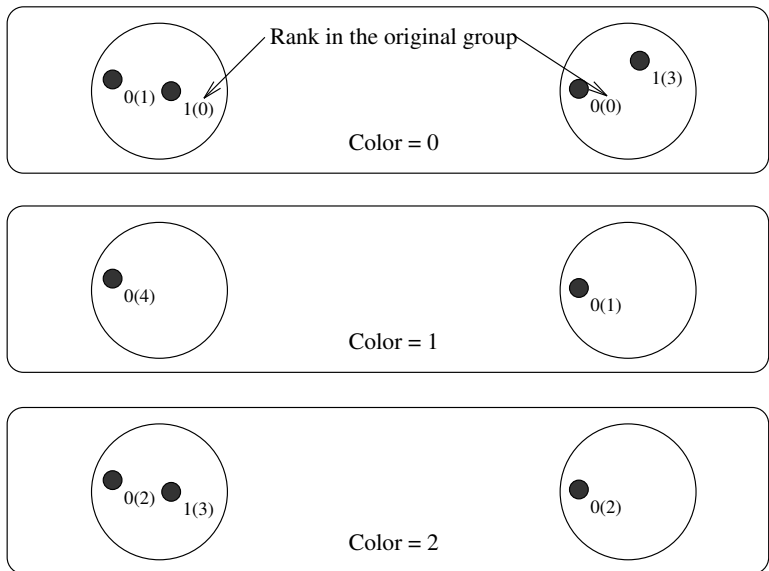 Rank in the original group
0(1)
1(0)
0(0)
1(3)
Color = 0
0(4)
0(1)
Color = 1
0(2)
1(3)
0(2)
Color = 2